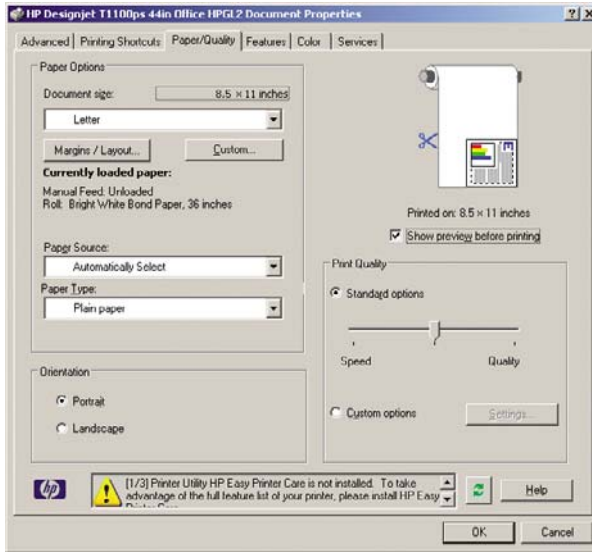 HP Designjet T1100ps 44in Office HPGL2 Document Properties
Advanced
Printing Shortcuts
Paper/Quality
Features
Color
Services
Paper Options
Document size:
8.5 × 11 inches
Letter
Margins / Layout...
Custom...
Currently loaded paper:
Manual Feed: Unloaded
Roll: Bright White Bond Paper, 36 inches
Paper Source:
Automatically Select
Paper Type:
Plain paper
Orientation
Portrait
Landscape
Printed on: 8.5 × 11 inches
Show preview before printing
Print Quality
Standard options
Speed
Quality
Custom options
Settings...
hp
[1/3] Printer Utility HP Easy Printer Care is not installed. To take
advantage of the full feature list of your printer, please install HP Easy
Help
OK
Cancel